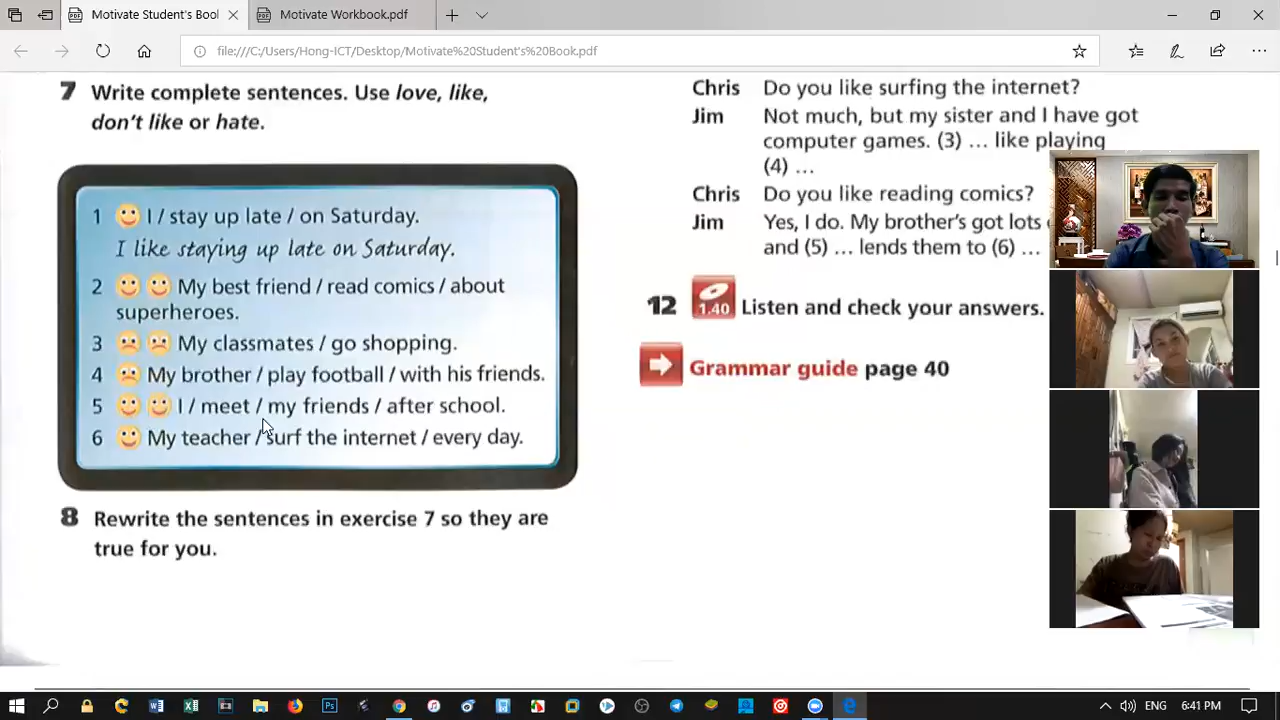 Motivate Student's Bool
Motivate Workbook.pdf
file:///C:/Users/Hong-ICT/Desktop/Motivate%20Student's%20Book.pdf
7 Write complete sentences. Use love, like,
don't like or hate.
1 I / stay up late / on Saturday.
I like staying up late on Saturday.
2 My best friend / read comics / about
superheroes.
3 My classmates / go shopping.
4 My brother / play football / with his friends.
5 I / meet / my friends / after school.
6 My teacher / surf the internet / every day.
8 Rewrite the sentences in exercise 7 so they are
true for you.
Chris Do you like surfing the internet?
Jim Not much, but my sister and I have got
computer games. (3) … like playing
(4) …
Chris Do you like reading comics?
Jim Yes, I do. My brother's got lots
and (5) … lends them to (6) …
12 1.40 Listen and check your answers.
Grammar guide page 40
ENG 6:41 PM